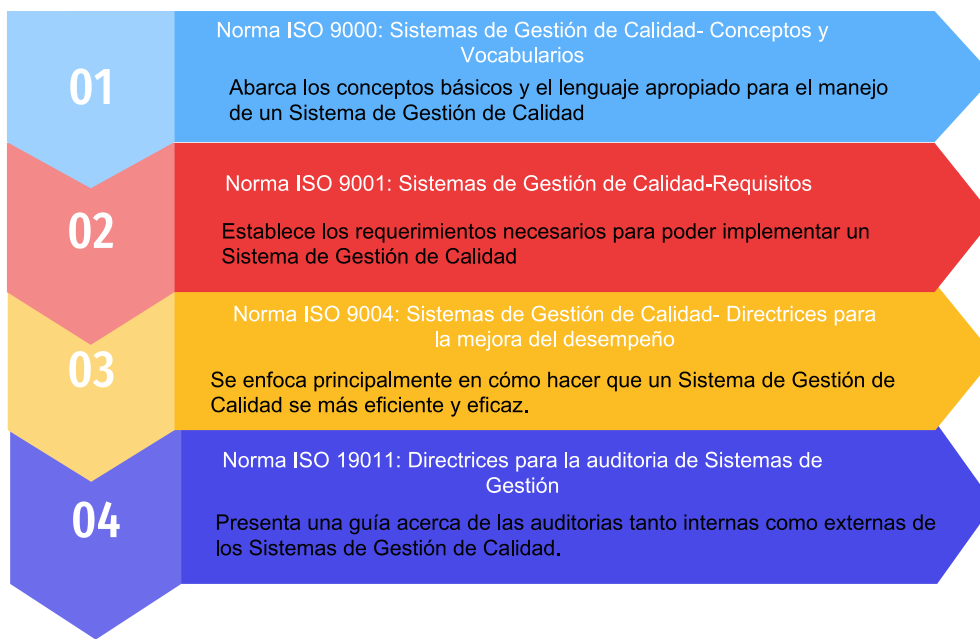 01
Norma ISO 9000: Sistemas de Gestión de Calidad- Conceptos y
Vocabularios
Abarca los conceptos básicos y el lenguaje apropiado para el manejo
de un Sistema de Gestión de Calidad
02
Norma ISO 9001: Sistemas de Gestión de Calidad-Requisitos
Establece los requerimientos necesarios para poder implementar un
Sistema de Gestión de Calidad
03
Norma ISO 9004: Sistemas de Gestión de Calidad- Directrices para
la mejora del desempeño
Se enfoca principalmente en cómo hacer que un Sistema de Gestión de
Calidad se más eficiente y eficaz.
04
Norma ISO 19011: Directrices para la auditoria de Sistemas de
Gestión
Presenta una guía acerca de las auditorias tanto internas como externas de
los Sistemas de Gestión de Calidad.